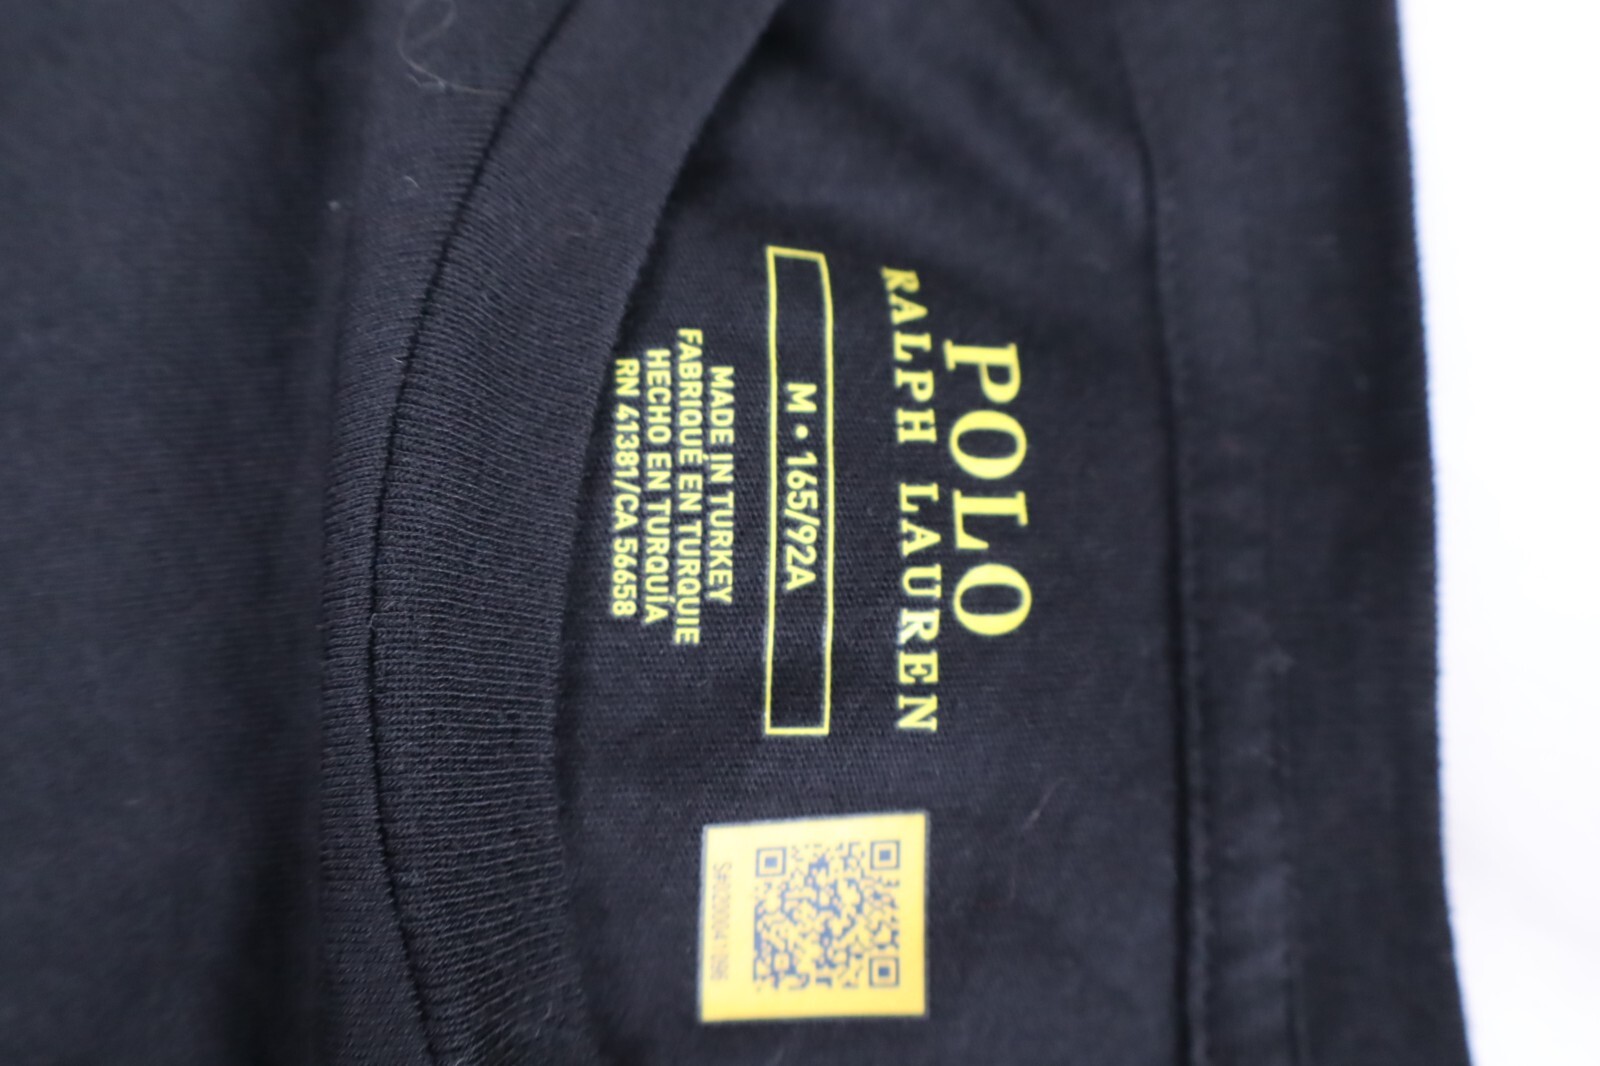 POLO
RALPH LAUREN
M • 165/92A
MADE IN TURKEY
FABRIQUÉ EN TURQUIE
HECHO EN TURQUÍA
RN 41381/CA 56658